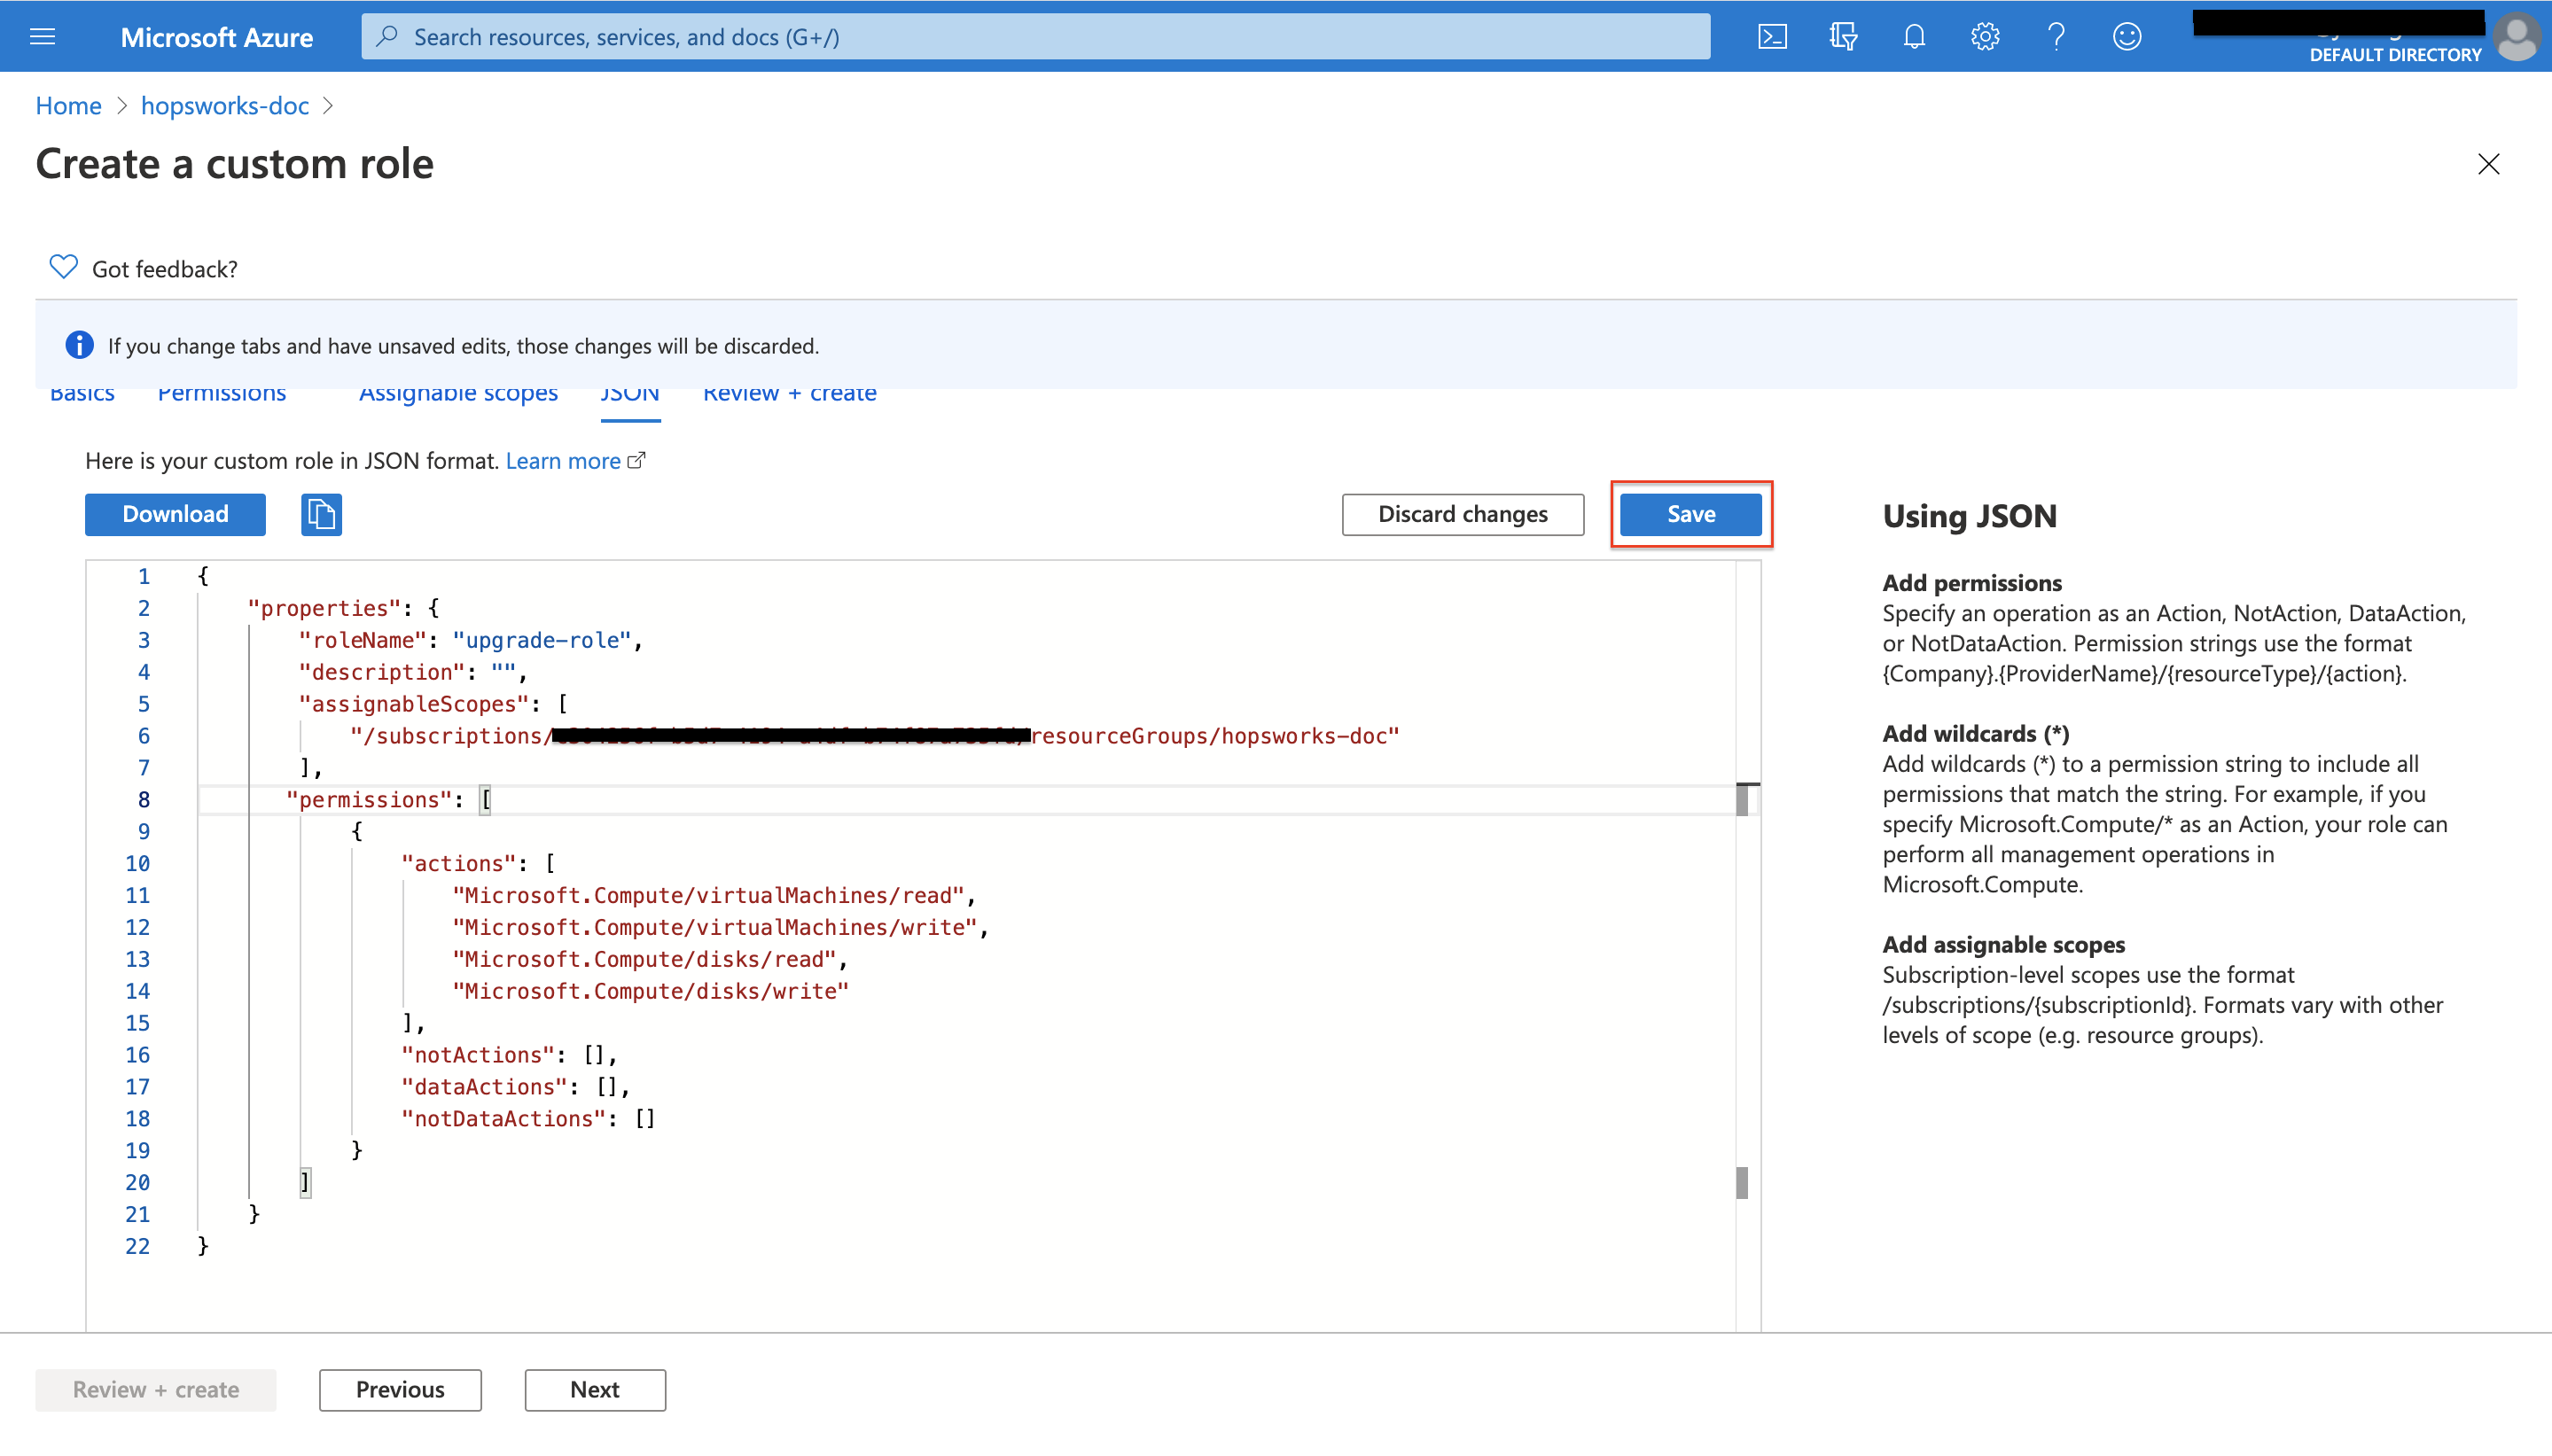 Microsoft Azure
Search resources, services, and docs (G+/)
DEFAULT DIRECTORY
Home > hopsworks-doc >
Create a custom role
Got feedback?
If you change tabs and have unsaved edits, those changes will be discarded.
Basics Permissions Assignable scopes JSON Review + create
Here is your custom role in JSON format. Learn more
Download
Discard changes
Save
1 {
2 "properties": {
3 "roleName": "upgrade-role",
4 "description": "",
5 "assignableScopes": [
6 "/subscriptions/ resourceGroups/hopsworks-doc"
7 ],
8 "permissions": [
9 {
10 "actions": [
11 "Microsoft.Compute/virtualMachines/read",
12 "Microsoft.Compute/virtualMachines/write",
13 "Microsoft.Compute/disks/read",
14 "Microsoft.Compute/disks/write"
15 ],
16 "notActions": [],
17 "dataActions": [],
18 "notDataActions": []
19 }
20 ]
21 }
22 }
Using JSON
Add permissions
Specify an operation as an Action, NotAction, DataAction,
or NotDataAction. Permission strings use the format
{Company}.{ProviderName}/{resourceType}/{action}.
Add wildcards (*)
Add wildcards (*) to a permission string to include all
permissions that match the string. For example, if you
specify Microsoft.Compute/* as an Action, your role can
perform all management operations in
Microsoft.Compute.
Add assignable scopes
Subscription-level scopes use the format
/subscriptions/{subscriptionId}. Formats vary with other
levels of scope (e.g. resource groups).
Review + create
Previous
Next